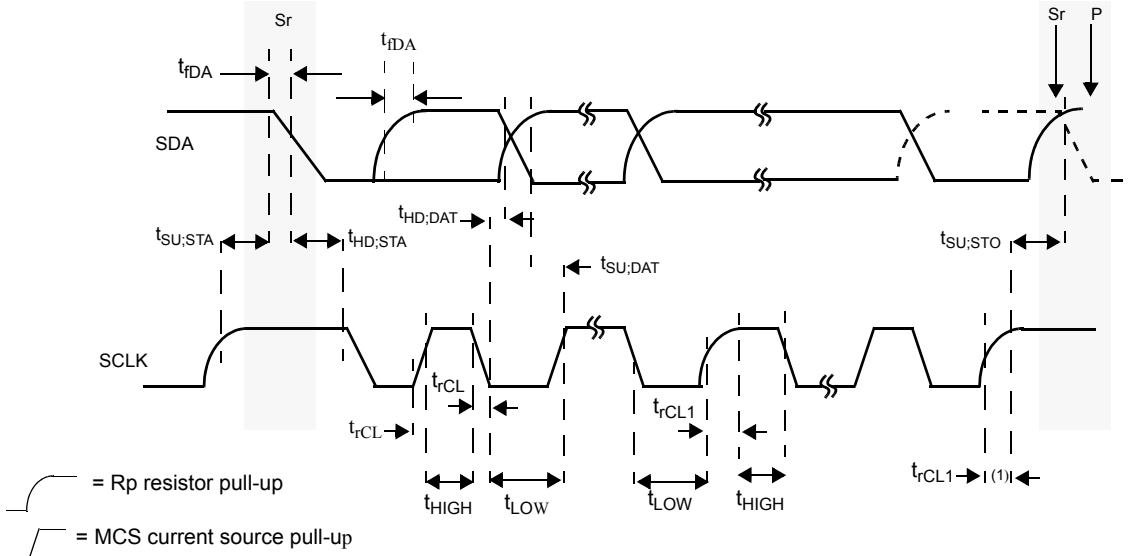 Sr
Sr P
tfDA
tfDA
SDA
tHD;DAT
tSU;STA
tHD;STA
tSU;STO
tSU;DAT
SCLK
trCL
trCL1
trCL
trCL1 (1)
= Rp resistor pull-up
tHIGH
tLOW
tLOW
tHIGH
= MCS current source pull-up